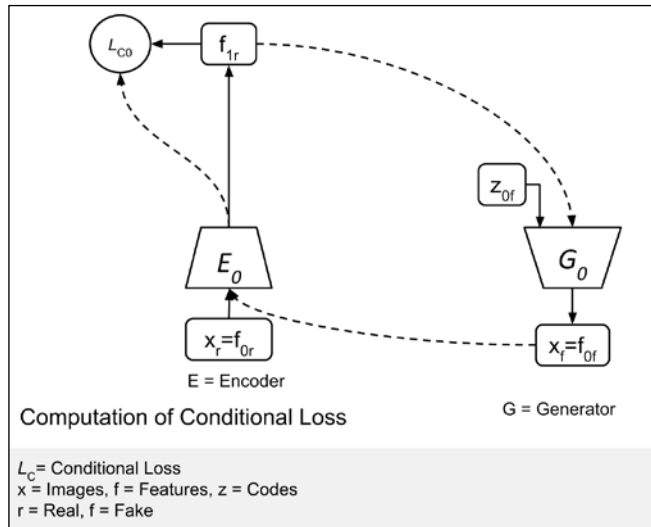 L_C0
f_1r
z_0f
E_0
G_0
x_r=f_0r
x_f=f_0f
E = Encoder
G = Generator
Computation of Conditional Loss
L_C= Conditional Loss
x = Images, f = Features, z = Codes
r = Real, f = Fake